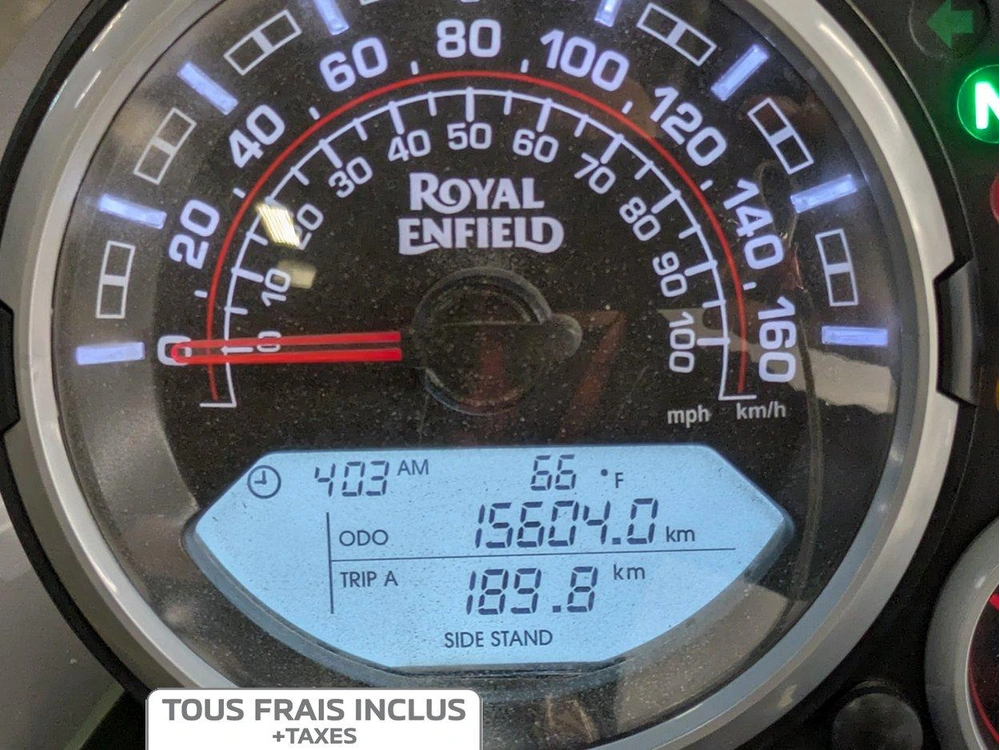 0 20 40 60 80 100 120 140 160
0 10 20 30 40 50 60 70 80 90 100
ROYAL
ENFIELD
mph km/h
403 AM 66 °F
ODO 15604.0 km
TRIP A 189.8 km
SIDE STAND
N
TOUS FRAIS INCLUS
+TAXES